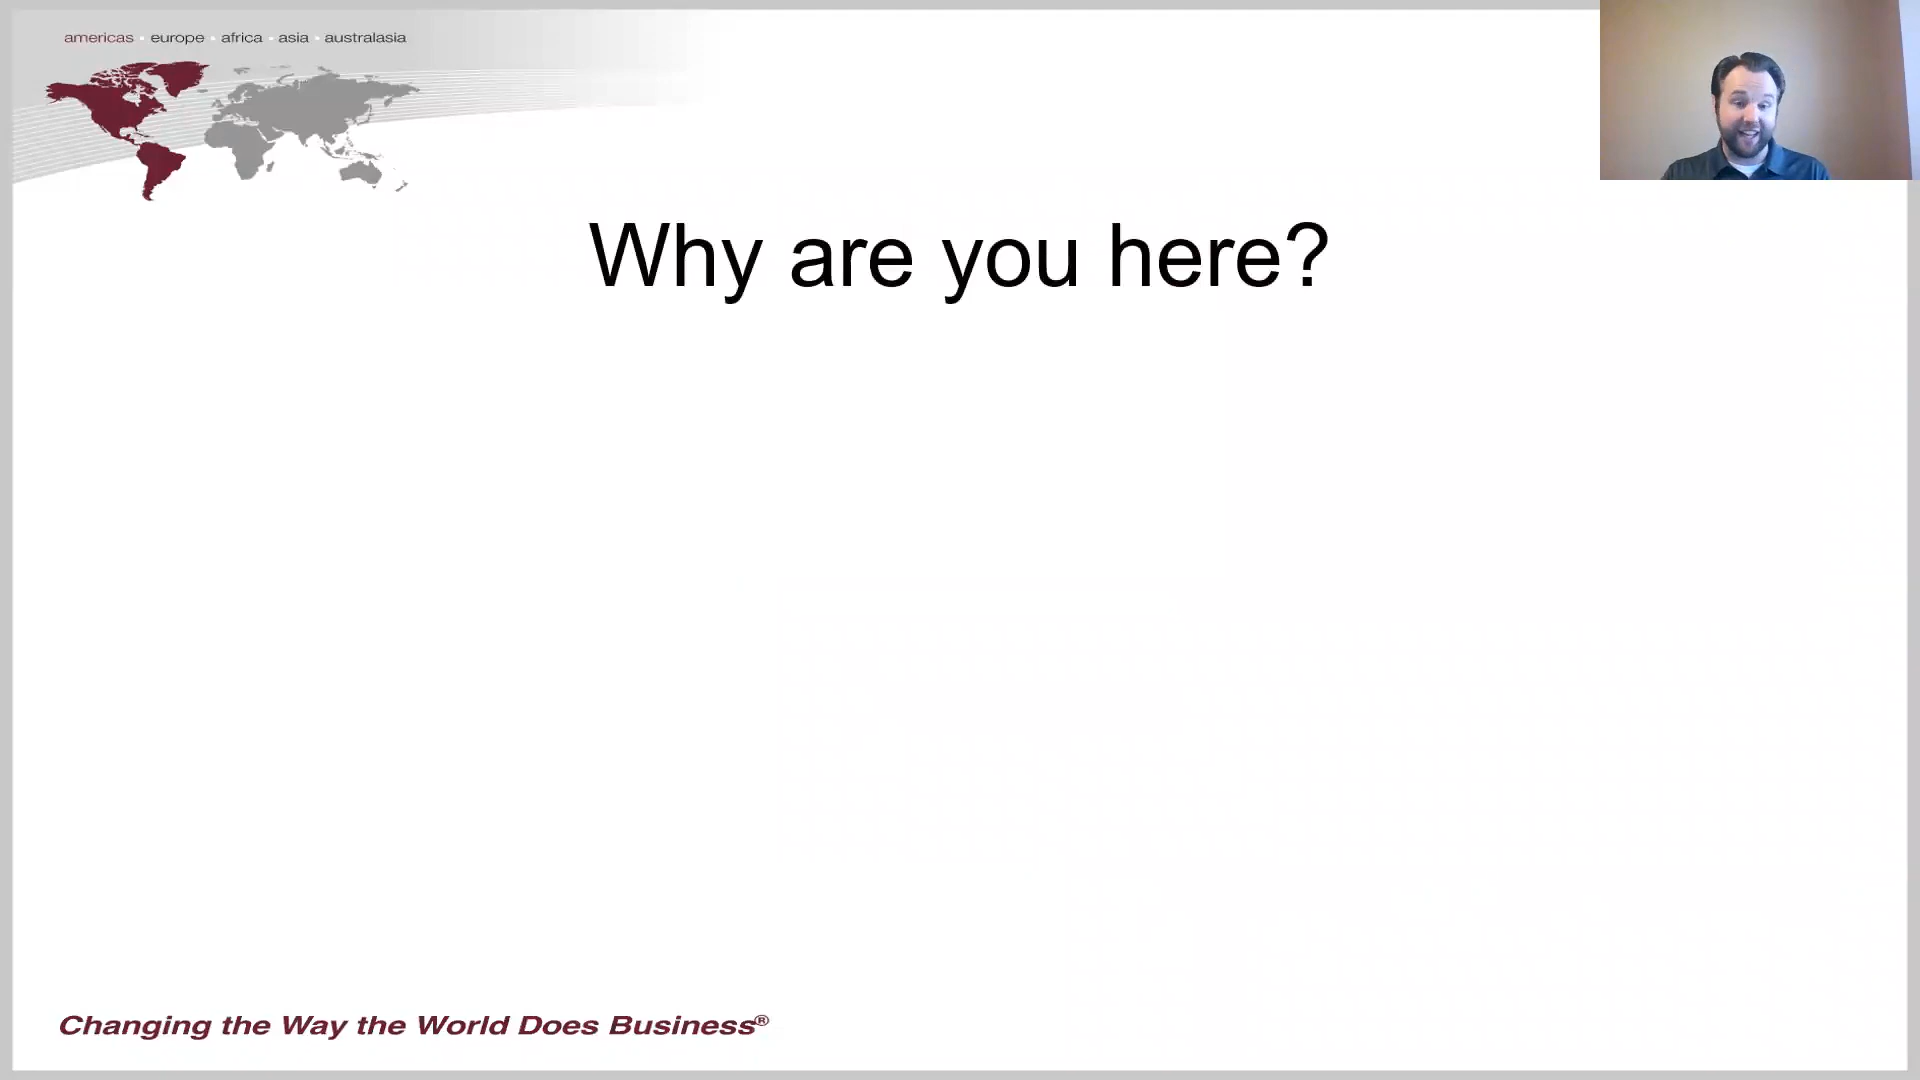 americas · europe · africa · asia · australasia
Why are you here?
Changing the Way the World Does Business®